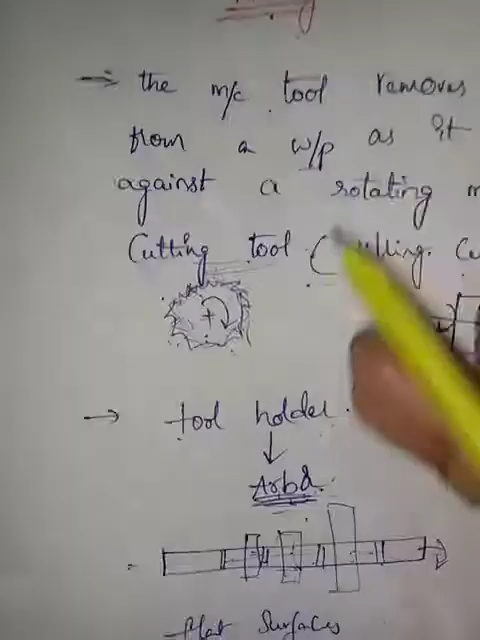 ⇒ the m/c tool removes
from a w/p as it
against a rotating m
Cutting tool (
→ tool holder.
↓
Arbor
Flat Surfaces